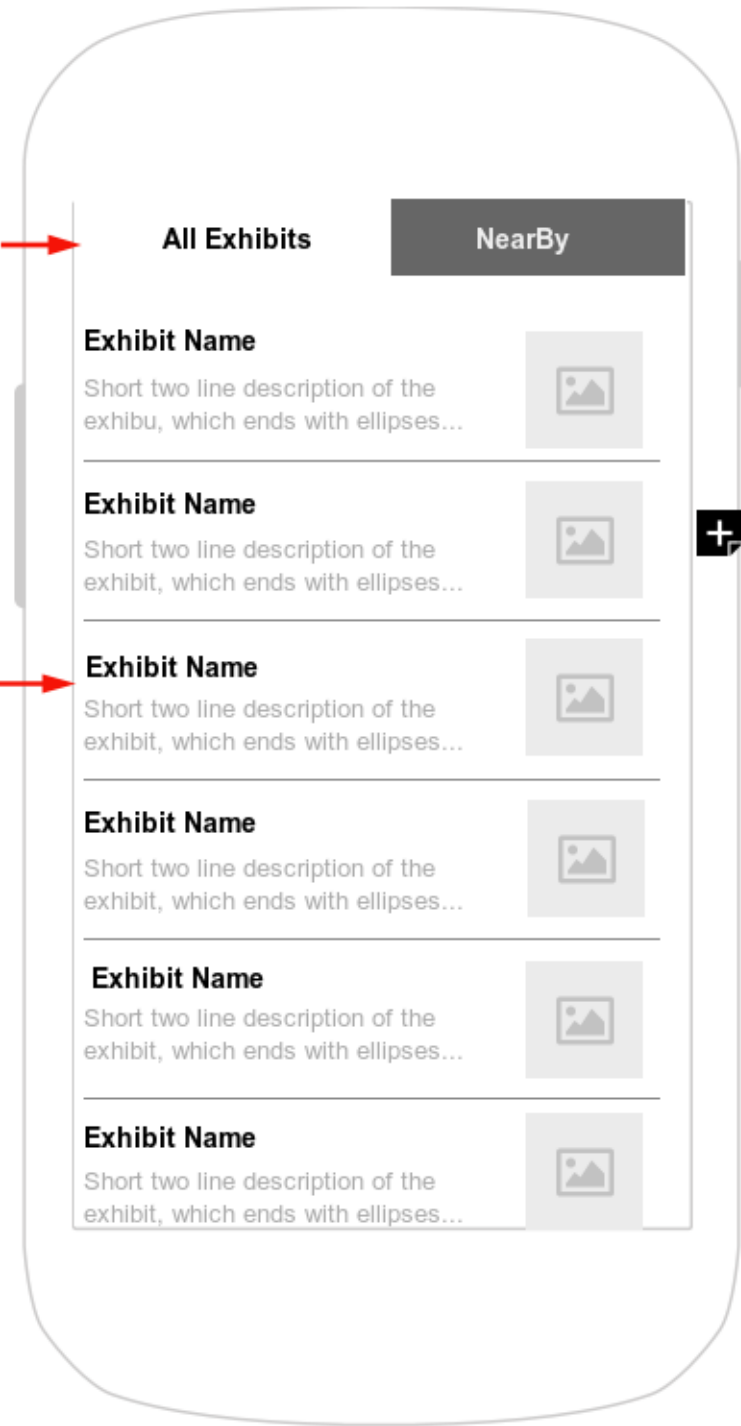 All Exhibits
NearBy
Exhibit Name
Short two line description of the
exhibu, which ends with ellipses...
Exhibit Name
Short two line description of the
exhibit, which ends with ellipses...
Exhibit Name
Short two line description of the
exhibit, which ends with ellipses...
Exhibit Name
Short two line description of the
exhibit, which ends with ellipses...
Exhibit Name
Short two line description of the
exhibit, which ends with ellipses...
Exhibit Name
Short two line description of the
exhibit, which ends with ellipses...